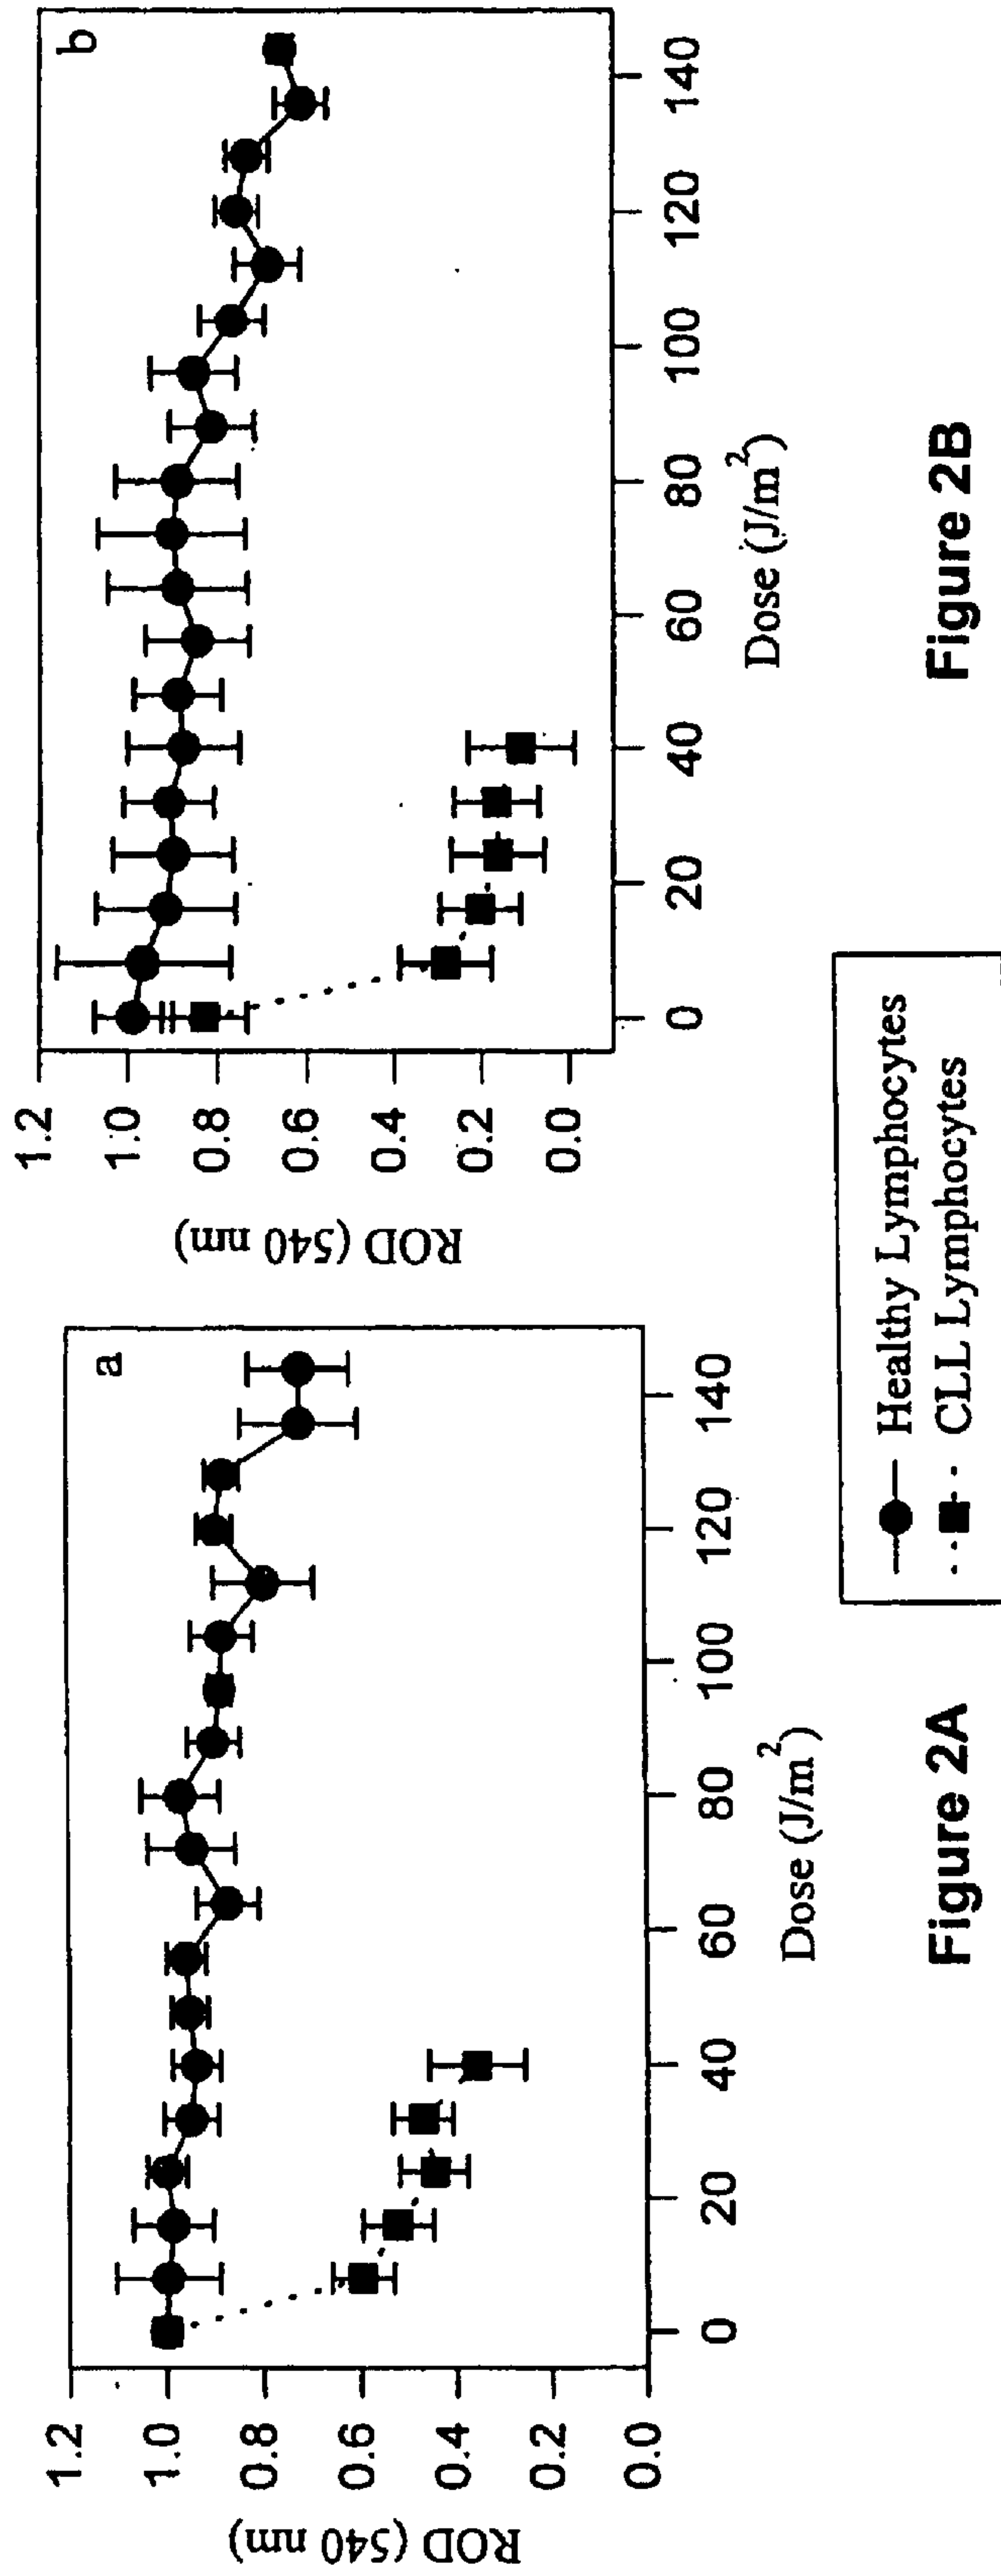 a
ROD (540 nm)
1.2
1.0
0.8
0.6
0.4
0.2
0.0
0 20 40 60 80 100 120 140
Dose (J/m²)
Figure 2A
b
ROD (540 nm)
1.2
1.0
0.8
0.6
0.4
0.2
0.0
0 20 40 60 80 100 120 140
Dose (J/m²)
Figure 2B
Healthy Lymphocytes
CLL Lymphocytes